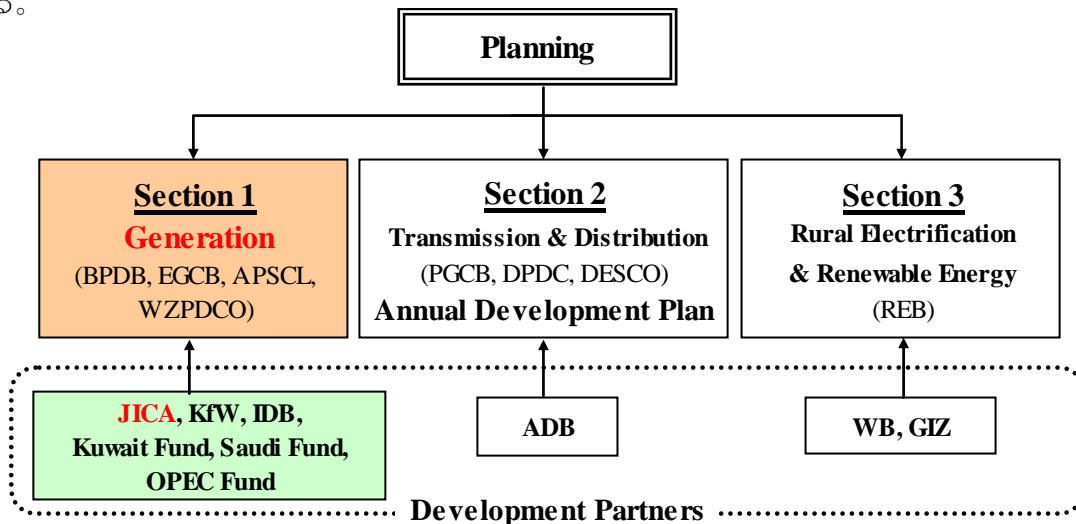 る。
Planning
Section 1
Generation
(BPDB, EGCB, APSCL,
WZPDCO)
Section 2
Transmission & Distribution
(PGCB, DPDC, DESCO)
Annual Development Plan
Section 3
Rural Electrification
& Renewable Energy
(REB)
JICA, KfW, IDB,
Kuwait Fund, Saudi Fund,
OPEC Fund
ADB
WB, GIZ
Development Partners